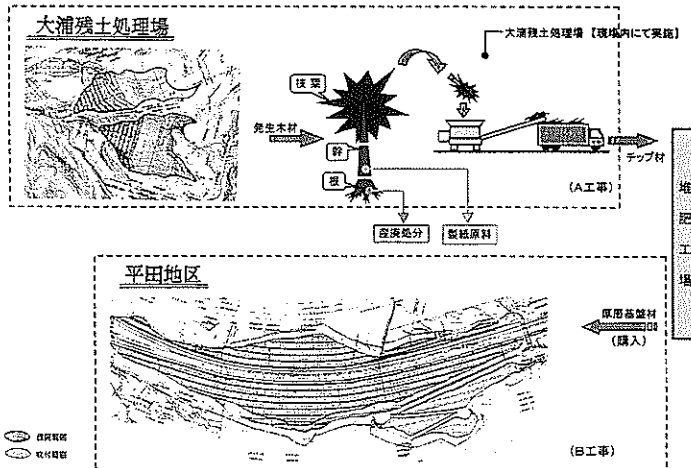 大浦残土処理場
大浦残土処理場 【現場内にて実施】
枝葉
発生木材
幹
根
チップ材
(A工事)
産廃処分
製紙原料
堆肥工場
平田地区
厚層基盤材
(購入)
(B工事)